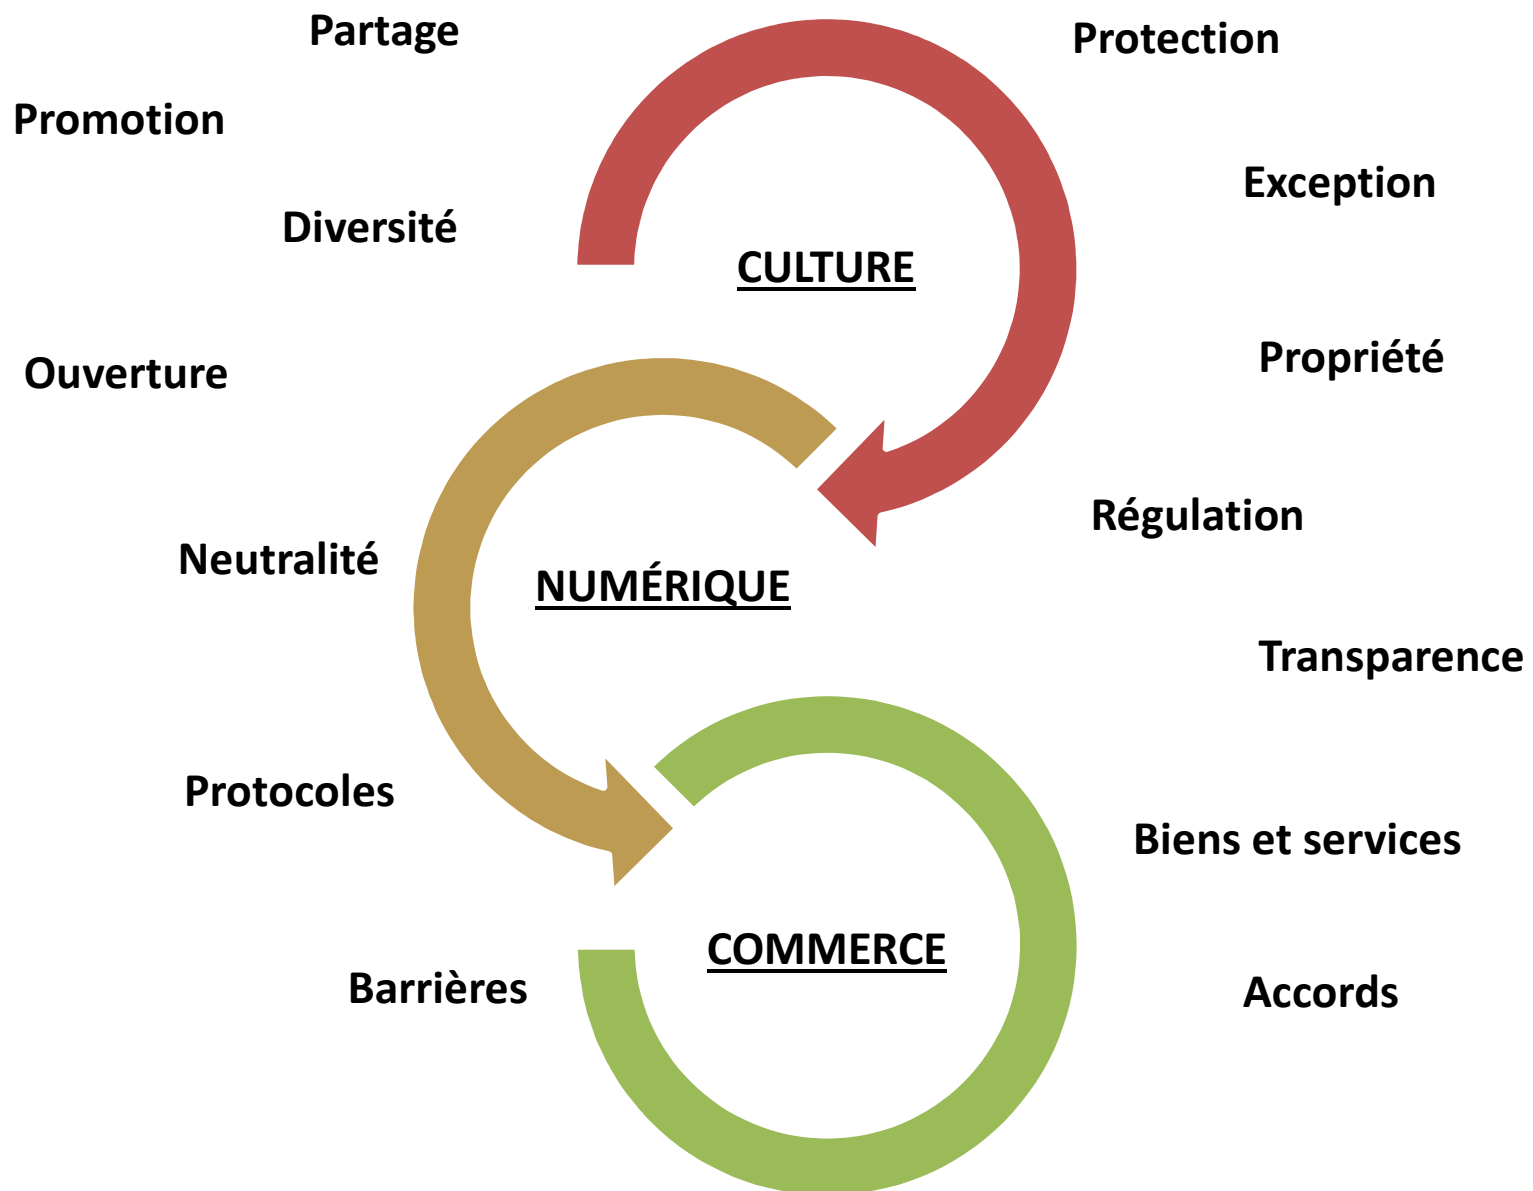 Partage
Protection
Promotion
Exception
Diversité
CULTURE
Propriété
Ouverture
Régulation
Neutralité
NUMÉRIQUE
Transparence
Protocoles
Biens et services
COMMERCE
Barrières
Accords